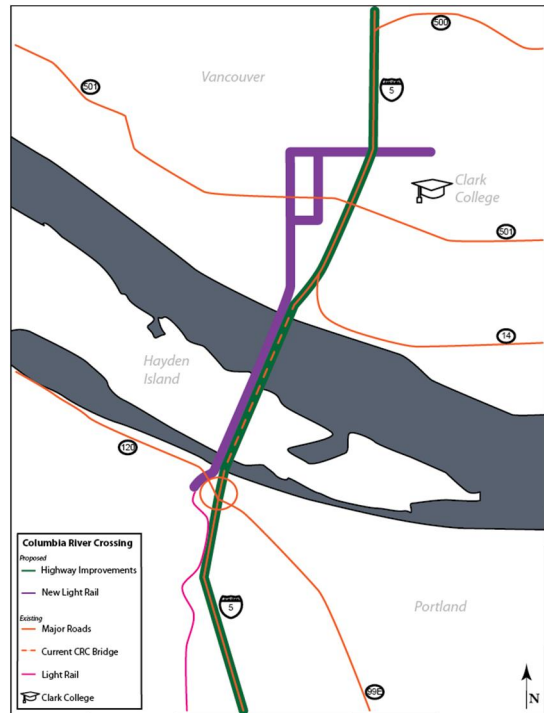 500
Vancouver
501
5
Clark
College
501
14
Hayden
Island
120
Columbia River Crossing
Proposed
Highway Improvements
New Light Rail
Existing
Major Roads
Current CRC Bridge
Light Rail
Clark College
5
Portland
99E
N